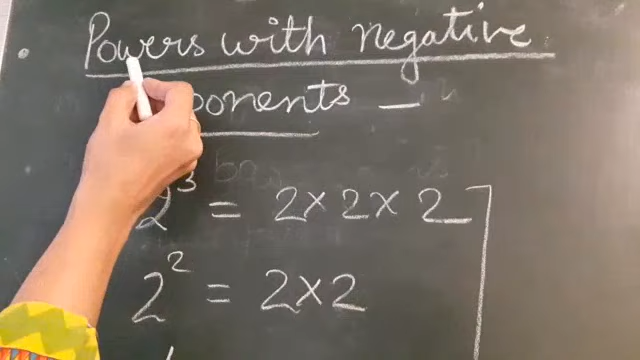 Powers with negative
ponents —
2³ = 2×2×2
2² = 2×2